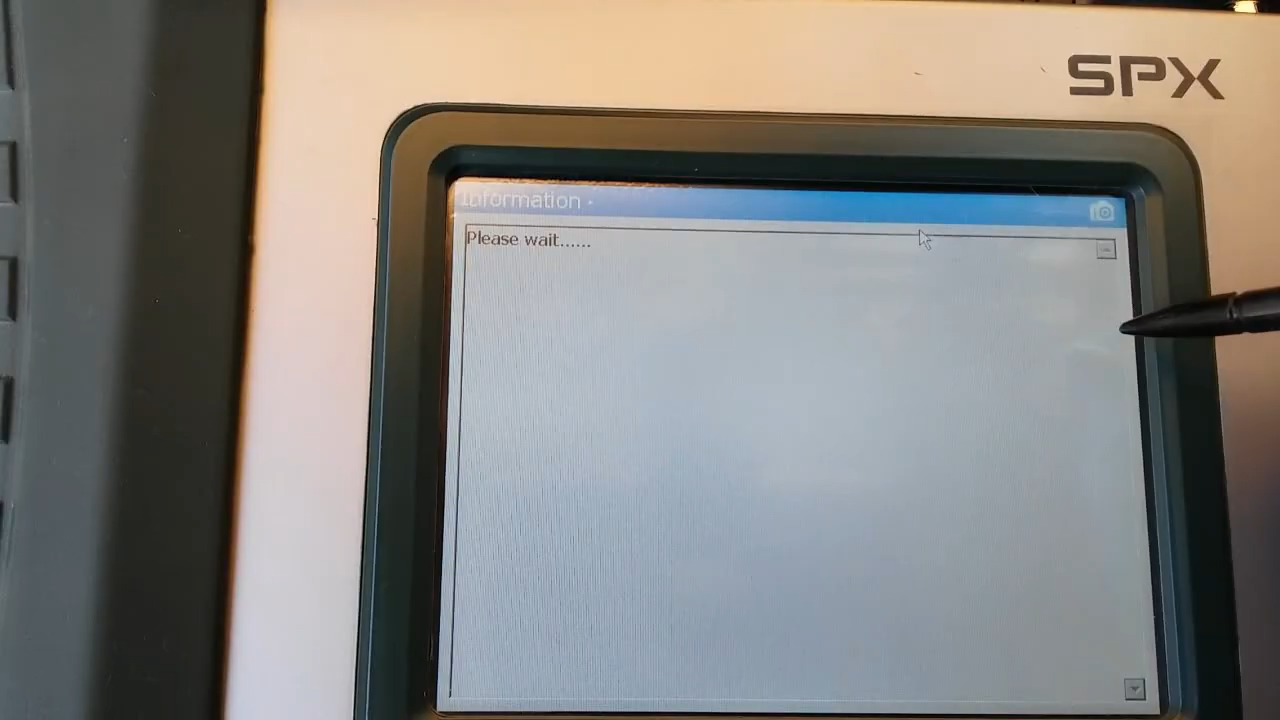 SPX
Information -
Please wait......